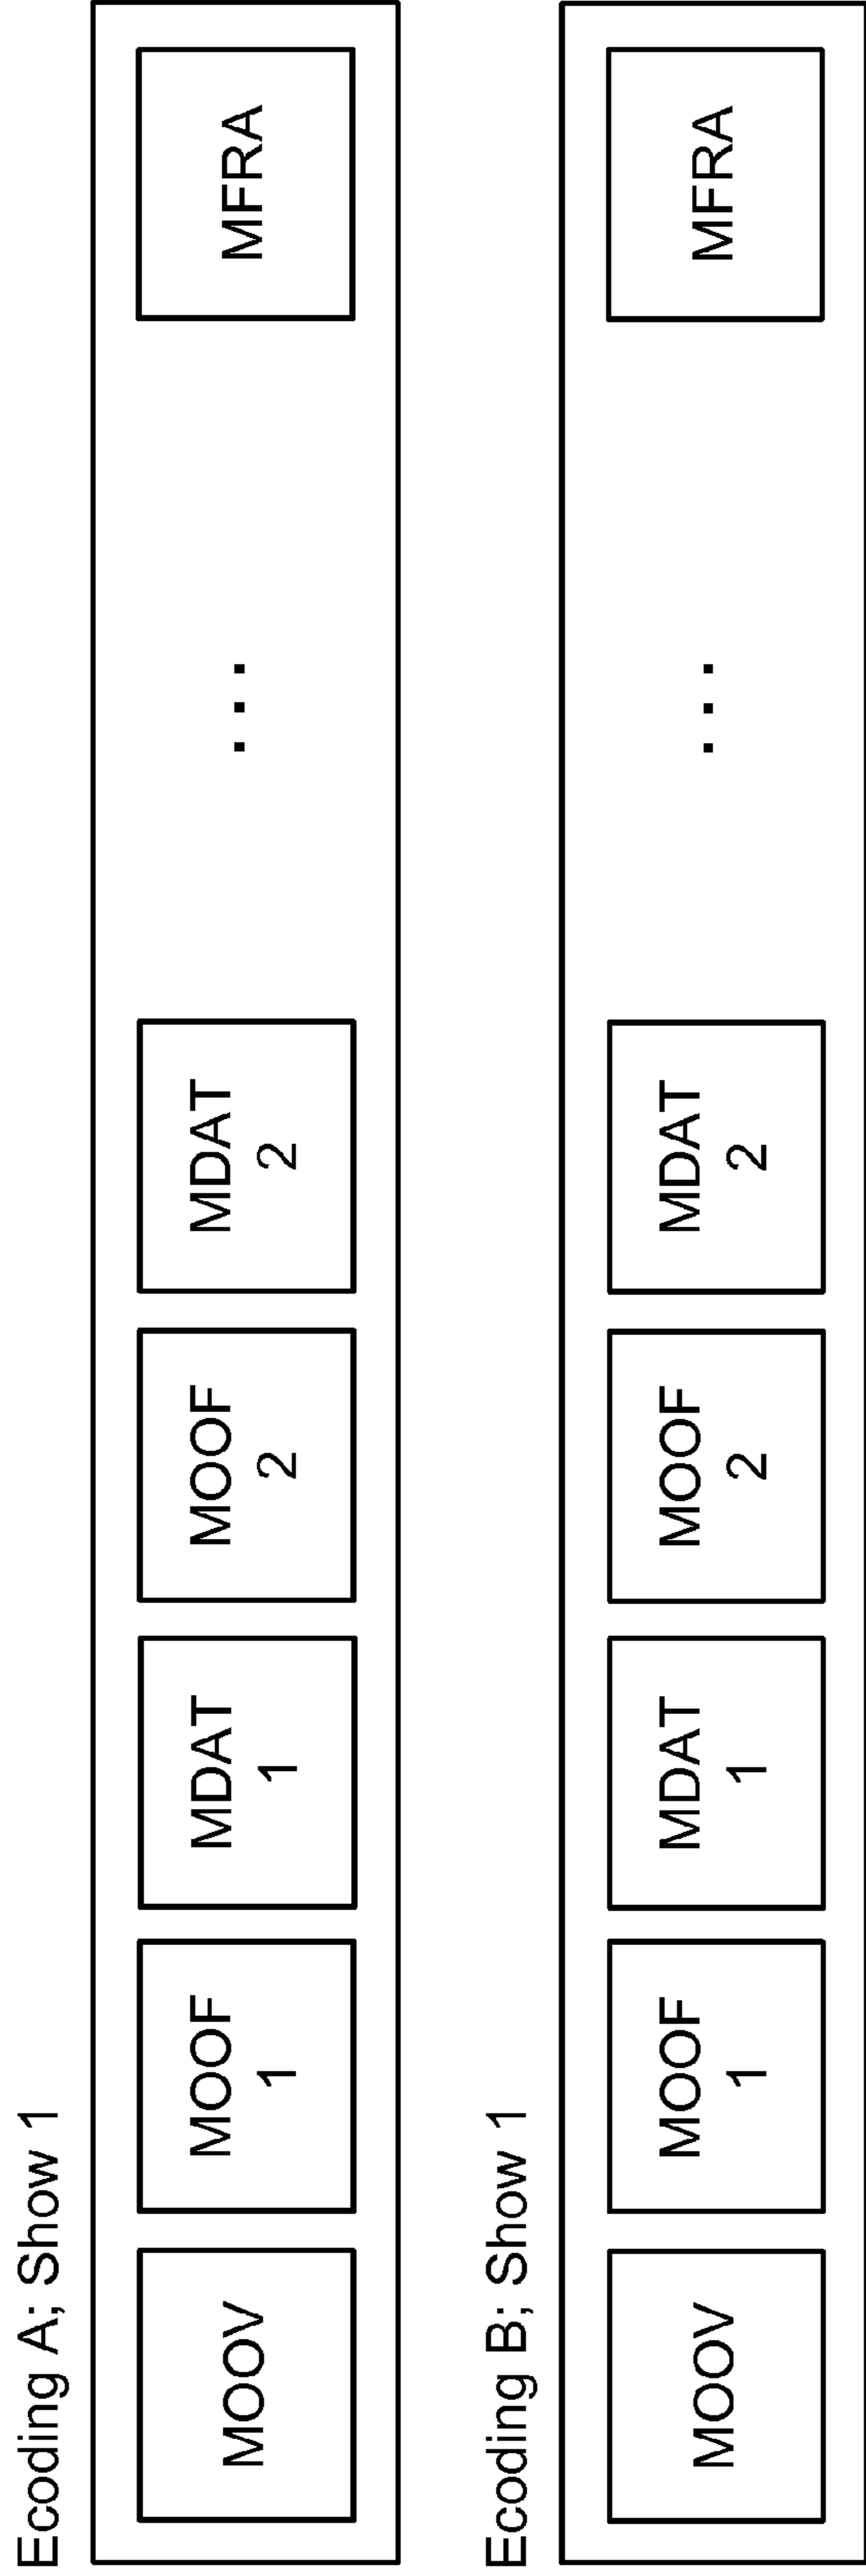 Ecoding A; Show 1
MOOV
MOOF
1
MDAT
1
MOOF
2
MDAT
2
...
MFRA
Ecoding B; Show 1
MOOV
MOOF
1
MDAT
1
MOOF
2
MDAT
2
...
MFRA